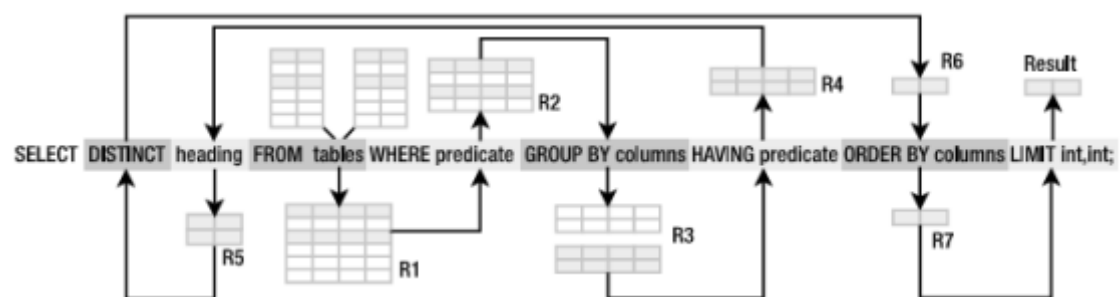 R6
Result
R2
R4
SELECT DISTINCT heading FROM tables WHERE predicate GROUP BY columns HAVING predicate ORDER BY columns LIMIT int,int;
R5
R1
R3
R7